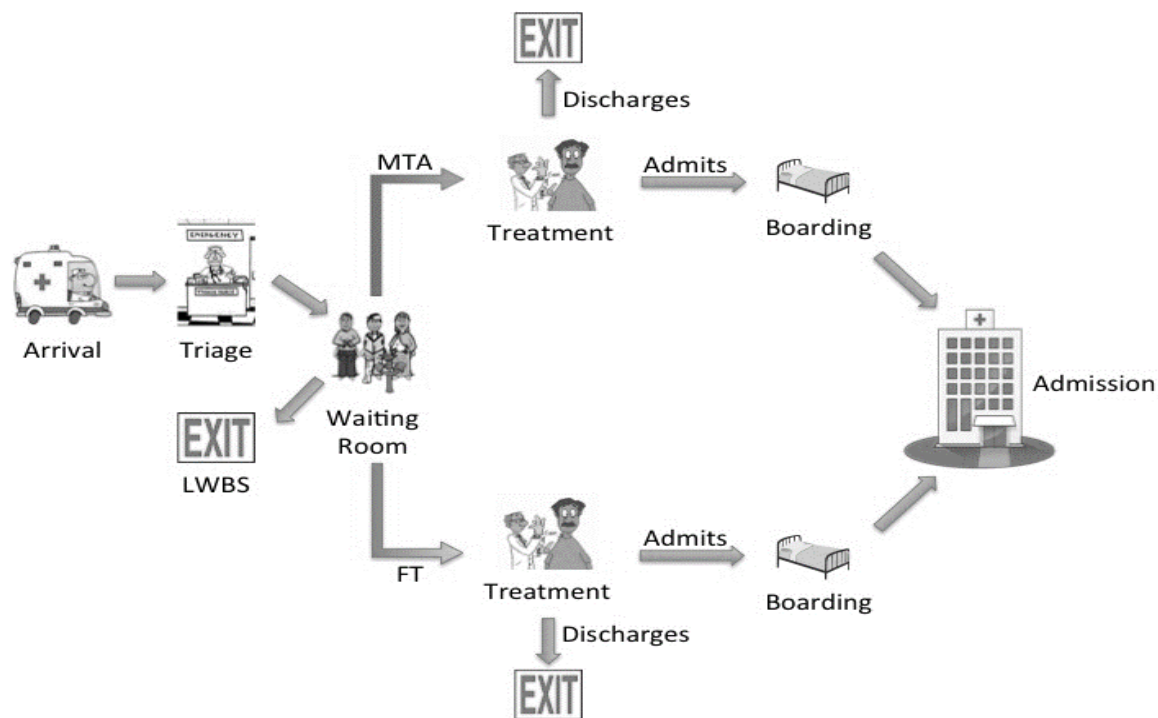 EXIT
Discharges
MTA
Treatment
Admits
Boarding
EMERGENCY
Arrival
Triage
Waiting
Room
EXIT
LWBS
Admission
FT
Treatment
Admits
Boarding
Discharges
EXIT